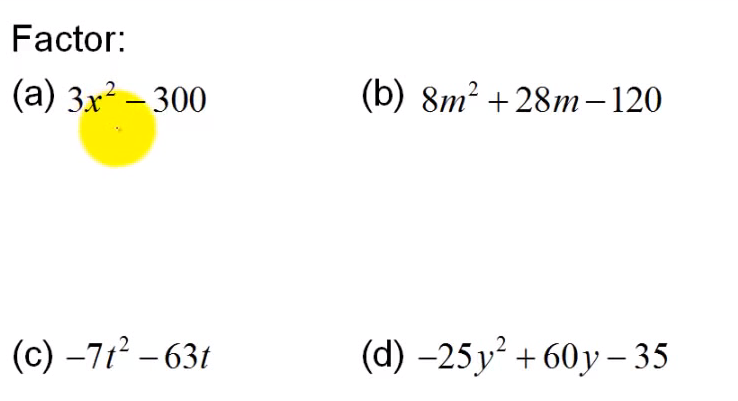 Factor:
(a) 3x² – 300 (b) 8m² + 28m – 120
(c) –7t² – 63t (d) –25y² + 60y – 35